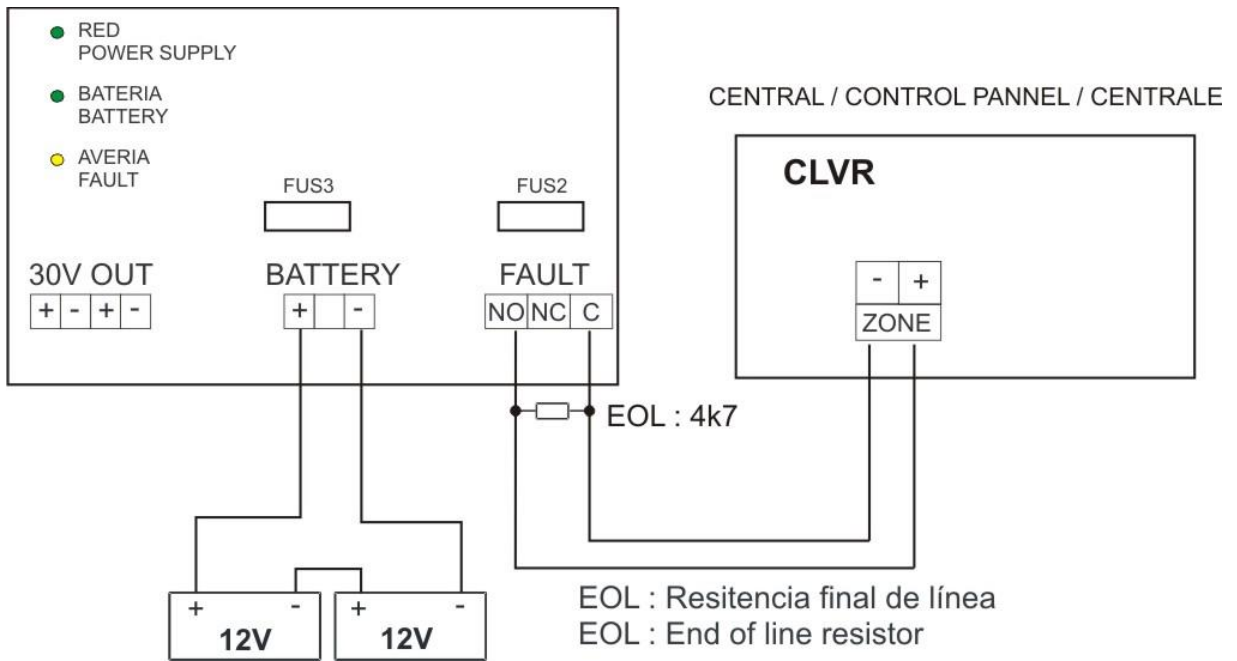 RED
POWER SUPPLY
BATERIA
BATTERY
AVERIA
FAULT
FUS3
FUS2
30V OUT
+ - + -
BATTERY
+ -
FAULT
NO NC C
CENTRAL / CONTROL PANNEL / CENTRALE
CLVR
- +
ZONE
EOL : 4k7
+ -
12V
+ -
12V
EOL : Resitencia final de línea
EOL : End of line resistor